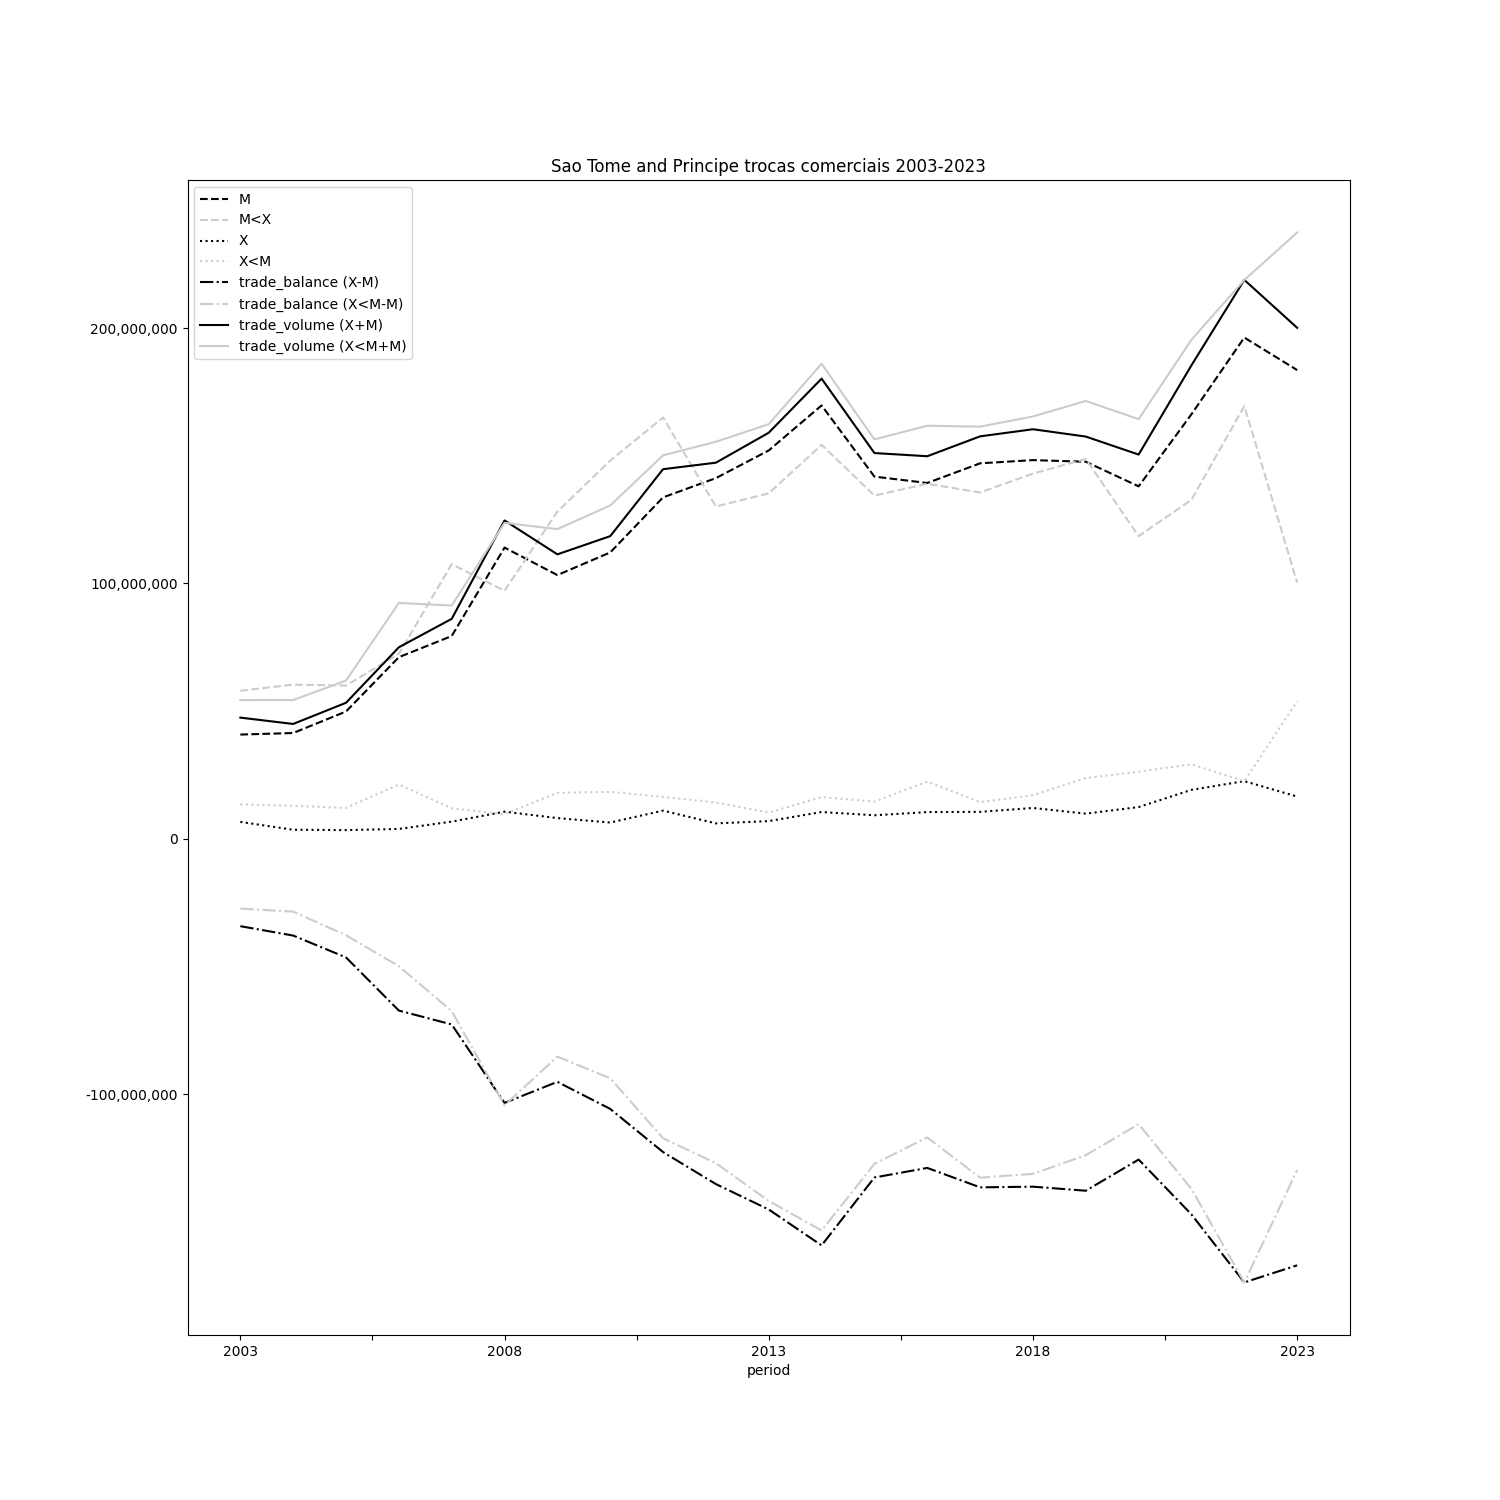 Sao Tome and Principe trocas comerciais 2003-2023
M
M<X
X
X<M
trade_balance (X-M)
trade_balance (X<M-M)
trade_volume (X+M)
trade_volume (X<M+M)
200,000,000
100,000,000
0
-100,000,000
2003 2008 2013 2018 2023
period